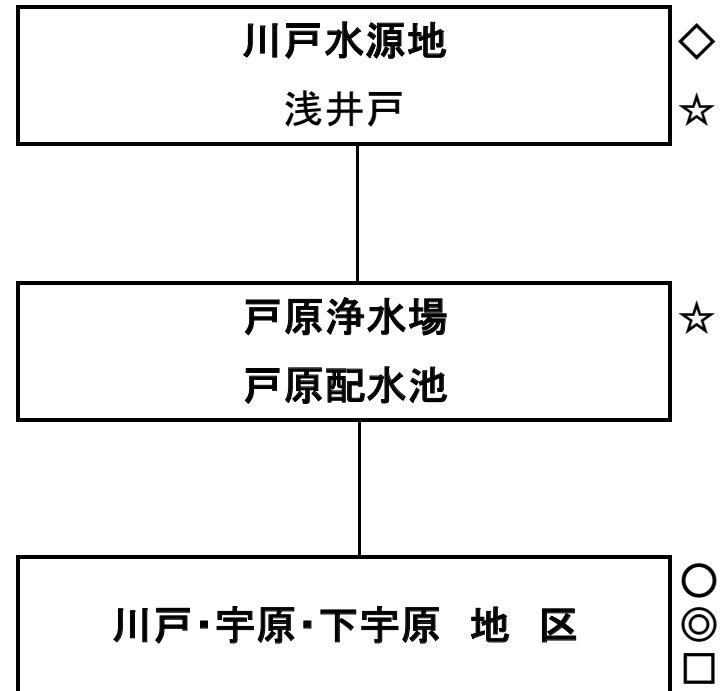 川戸水源地 ◇
浅井戸 ☆
戸原浄水場 ☆
戸原配水池
○
川戸・宇原・下宇原　地　区 ◎
□